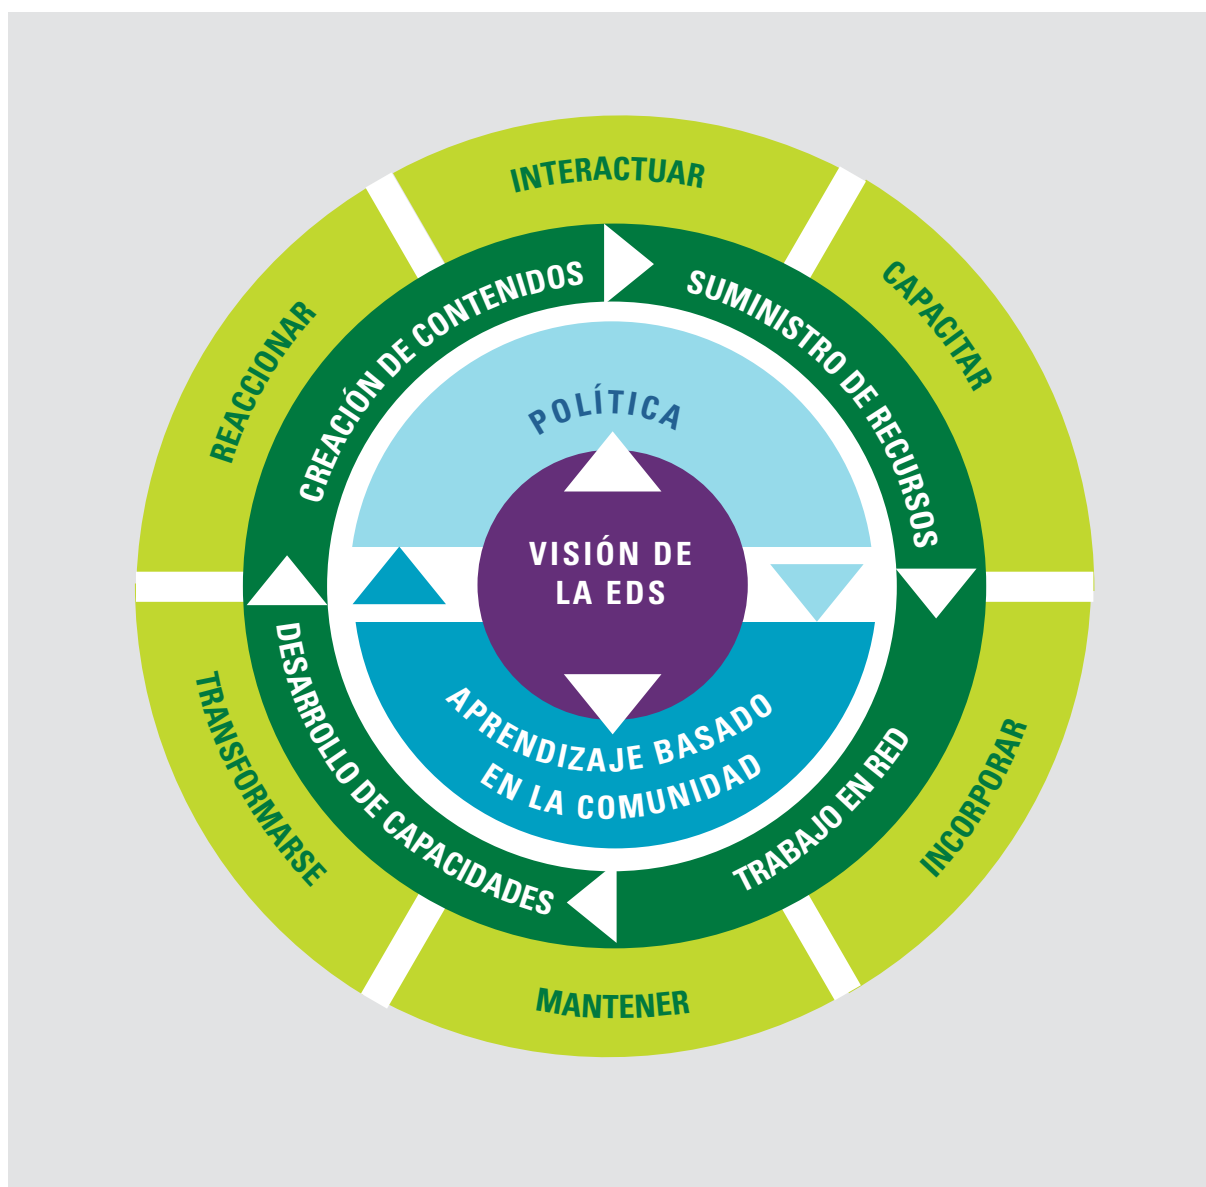 INTERACTUAR
CAPACITAR
INCORPORAR
MANTENER
TRANSFORMARSE
REACCIONAR
CREACIÓN DE CONTENIDOS
SUMINISTRO DE RECURSOS
TRABAJO EN RED
DESARROLLO DE CAPACIDADES
POLÍTICA
VISIÓN DE
LA EDS
APRENDIZAJE BASADO
EN LA COMUNIDAD